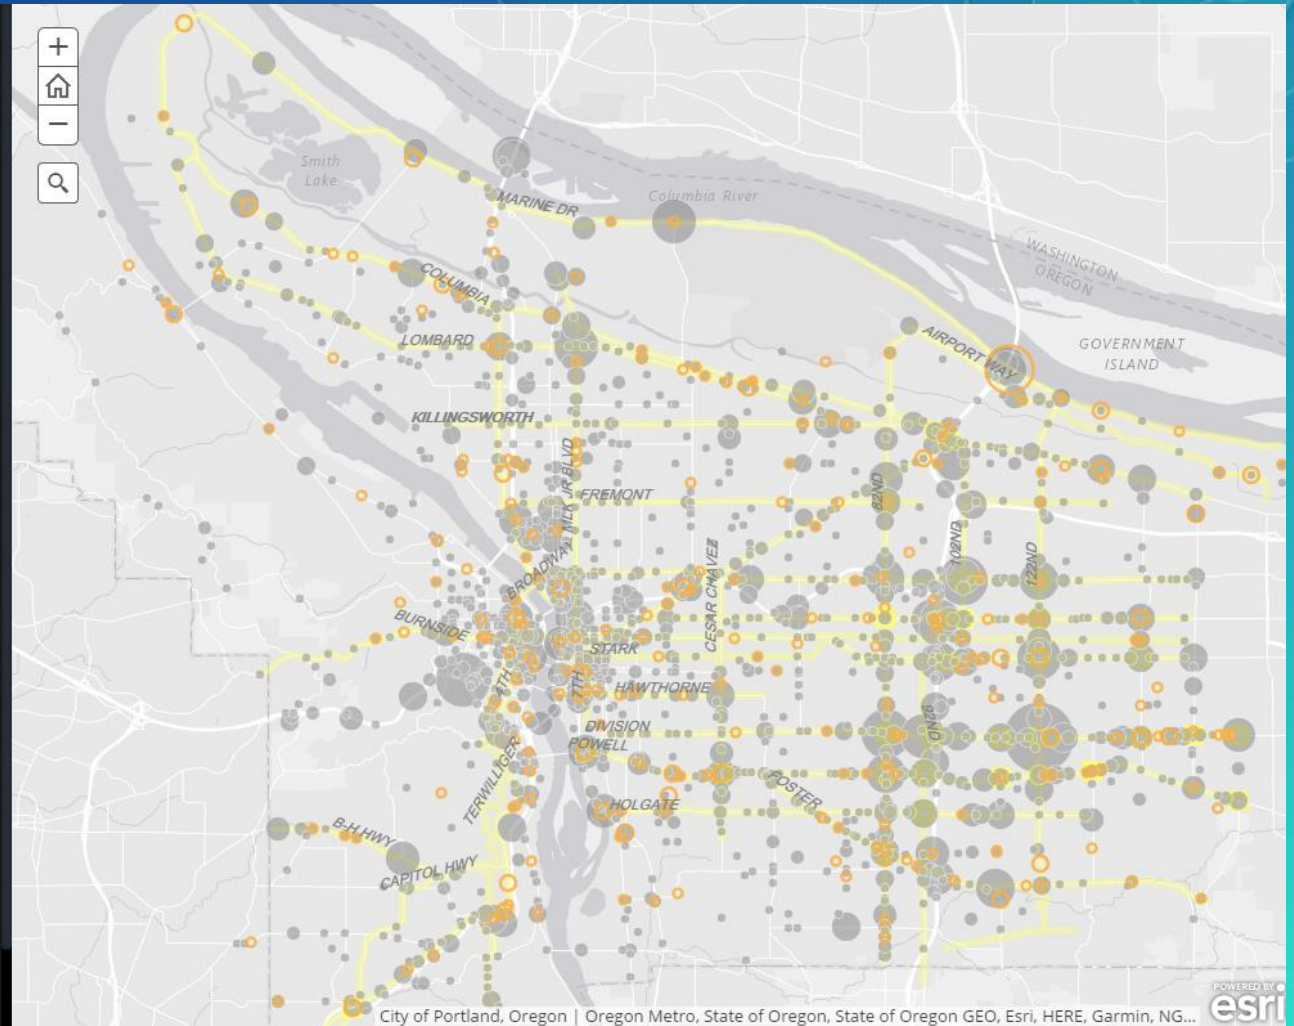 +
−
Smith
Lake
MARINE DR
Columbia River
WASHINGTON
OREGON
COLUMBIA
LOMBARD
AIRPORT WAY
GOVERNMENT
ISLAND
KILLINGSWORTH
MLK JR BLVD
FREMONT
82ND
102ND
122ND
BROADWAY
CESAR CHAVEZ
BURNSIDE
STARK
4TH
7TH
HAWTHORNE
92ND
DIVISION
POWELL
TERWILLIGER
FOSTER
HOLGATE
B-H HWY
CAPITOL HWY
POWERED BY
esri
City of Portland, Oregon | Oregon Metro, State of Oregon, State of Oregon GEO, Esri, HERE, Garmin, NG...